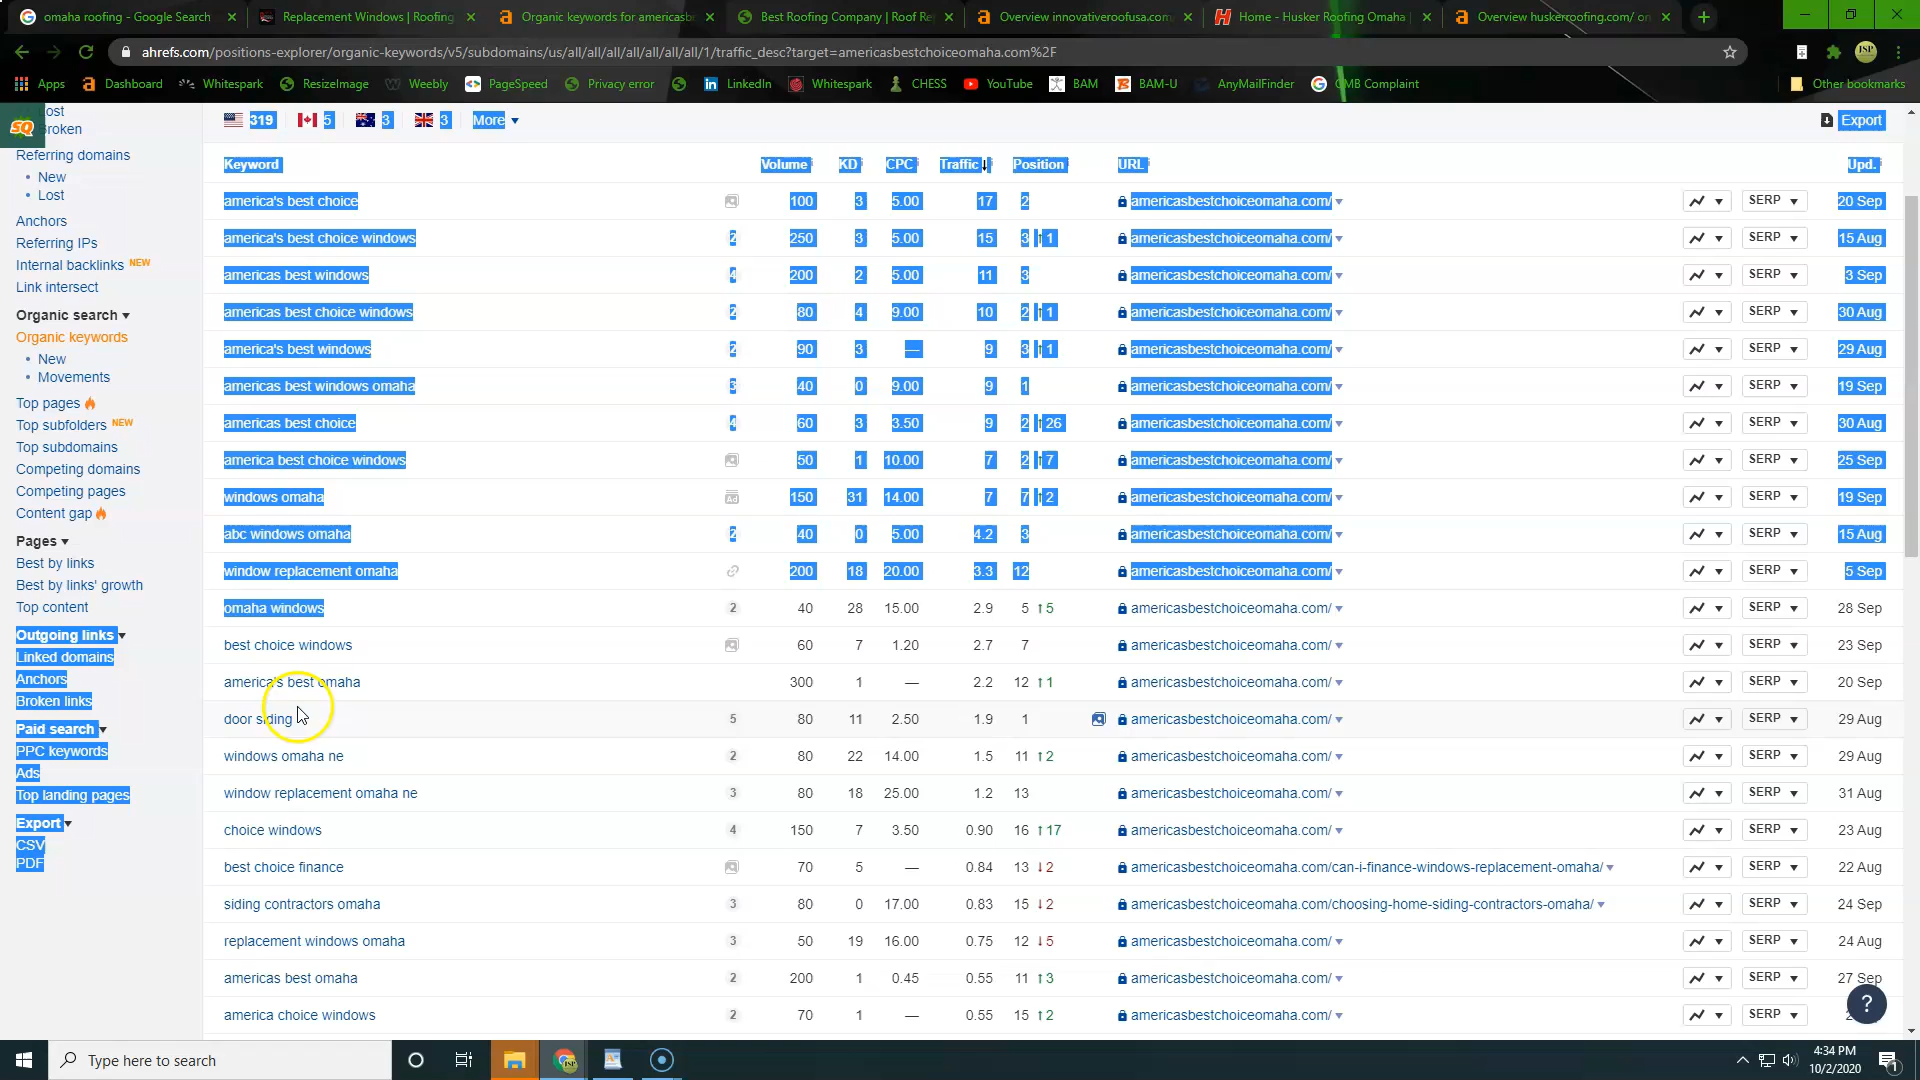 omaha roofing - Google Search
Replacement Windows | Roofing
Organic keywords for americasb
Best Roofing Company | Roof Re
Overview innovativeroofusa.com
Home - Husker Roofing Omaha |
Overview huskerroofing.com/ on
ahrefs.com/positions-explorer/organic-keywords/v5/subdomains/us/all/all/all/all/all/all/all/1/traffic_desc?target=americasbestchoiceomaha.com%2F
Apps Dashboard Whitespark ResizeImage Weebly PageSpeed Privacy error LinkedIn Whitespark CHESS YouTube BAM BAM-U AnyMailFinder GMB Complaint Other bookmarks
SQ
Lost
Broken
Referring domains
New
Lost
Anchors
Referring IPs
Internal backlinks NEW
Link intersect
Organic search
Organic keywords
New
Movements
Top pages
Top subfolders NEW
Top subdomains
Competing domains
Competing pages
Content gap
Pages
Best by links
Best by links' growth
Top content
Outgoing links
Linked domains
Anchors
Broken links
Paid search
PPC keywords
Ads
Top landing pages
Export
CSV
PDF
319 5 3 3 More Export
Keyword Volume KD CPC Traffic Position URL Upd.
america's best choice 100 3 5.00 17 2 americasbestchoiceomaha.com/ SERP 20 Sep
america's best choice windows 2 250 3 5.00 15 3 ↑1 americasbestchoiceomaha.com/ SERP 15 Aug
americas best windows 4 200 2 5.00 11 3 americasbestchoiceomaha.com/ SERP 3 Sep
americas best choice windows 2 80 4 9.00 10 2 ↑1 americasbestchoiceomaha.com/ SERP 30 Aug
america's best windows 2 90 3 — 9 3 ↑1 americasbestchoiceomaha.com/ SERP 29 Aug
americas best windows omaha 3 40 0 9.00 9 1 americasbestchoiceomaha.com/ SERP 19 Sep
americas best choice 4 60 3 3.50 9 2 ↑26 americasbestchoiceomaha.com/ SERP 30 Aug
america best choice windows 50 1 10.00 7 2 ↑7 americasbestchoiceomaha.com/ SERP 25 Sep
windows omaha Ad 150 31 14.00 7 7 ↑2 americasbestchoiceomaha.com/ SERP 19 Sep
abc windows omaha 2 40 0 5.00 4.2 3 americasbestchoiceomaha.com/ SERP 15 Aug
window replacement omaha 200 18 20.00 3.3 12 americasbestchoiceomaha.com/ SERP 5 Sep
omaha windows 2 40 28 15.00 2.9 5 ↑5 americasbestchoiceomaha.com/ SERP 28 Sep
best choice windows 60 7 1.20 2.7 7 americasbestchoiceomaha.com/ SERP 23 Sep
america's best omaha 300 1 — 2.2 12 ↑1 americasbestchoiceomaha.com/ SERP 20 Sep
door siding 5 80 11 2.50 1.9 1 americasbestchoiceomaha.com/ SERP 29 Aug
windows omaha ne 2 80 22 14.00 1.5 11 ↑2 americasbestchoiceomaha.com/ SERP 29 Aug
window replacement omaha ne 3 80 18 25.00 1.2 13 americasbestchoiceomaha.com/ SERP 31 Aug
choice windows 4 150 7 3.50 0.90 16 ↑17 americasbestchoiceomaha.com/ SERP 23 Aug
best choice finance 70 5 — 0.84 13 ↓2 americasbestchoiceomaha.com/can-i-finance-windows-replacement-omaha/ SERP 22 Aug
siding contractors omaha 3 80 0 17.00 0.83 15 ↓2 americasbestchoiceomaha.com/choosing-home-siding-contractors-omaha/ SERP 24 Sep
replacement windows omaha 3 50 19 16.00 0.75 12 ↓5 americasbestchoiceomaha.com/ SERP 24 Aug
americas best omaha 2 200 1 0.45 0.55 11 ↑3 americasbestchoiceomaha.com/ SERP 27 Sep
america choice windows 2 70 1 — 0.55 15 ↑2 americasbestchoiceomaha.com/ SERP
?
Type here to search
4:34 PM
10/2/2020
1